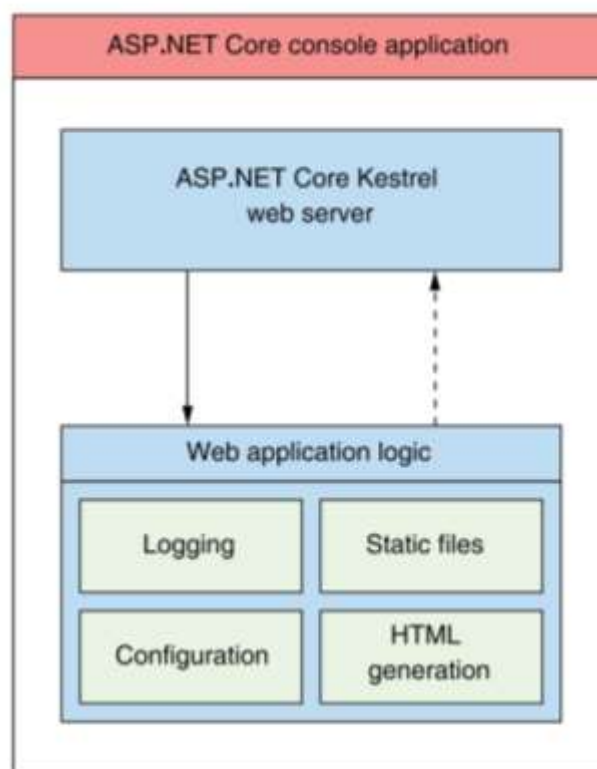 ASP.NET Core console application
ASP.NET Core Kestrel
web server
Web application logic
Logging
Static files
Configuration
HTML
generation